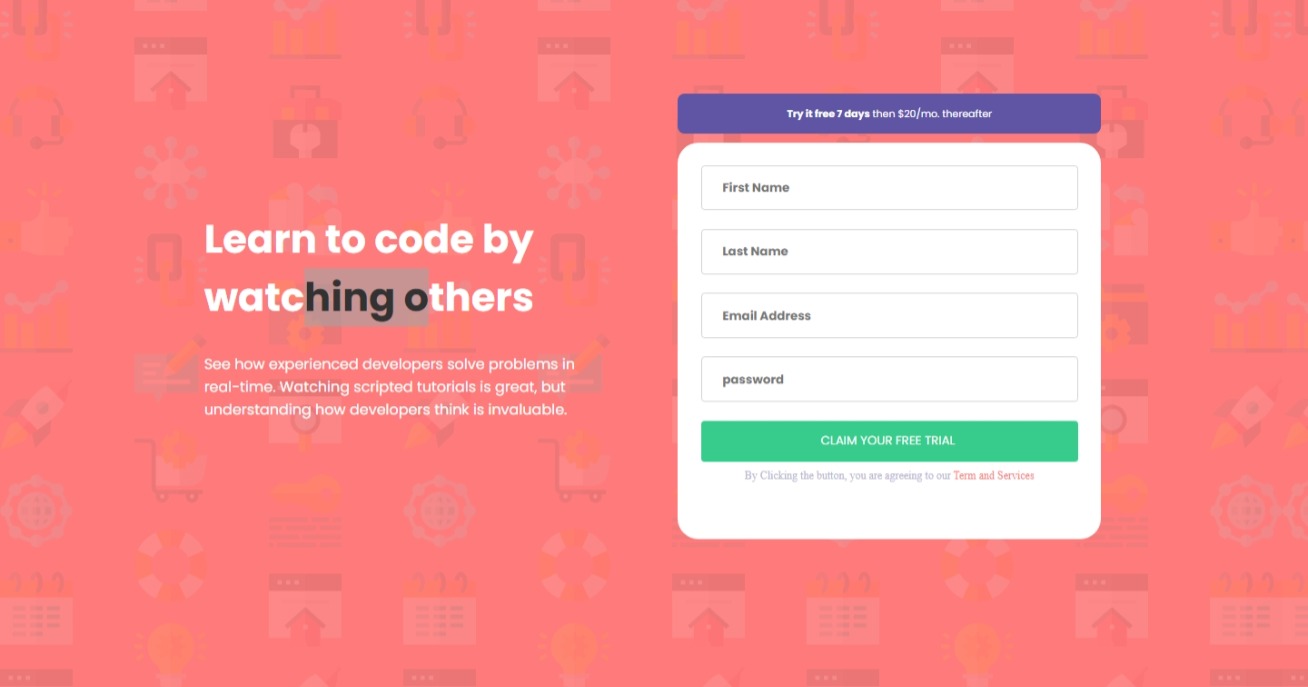 Learn to code by
watching others
See how experienced developers solve problems in
real-time. Watching scripted tutorials is great, but
understanding how developers think is invaluable.
Try it free 7 days then $20/mo. thereafter
First Name
Last Name
Email Address
password
CLAIM YOUR FREE TRIAL
By Clicking the button, you are agreeing to our Term and Services